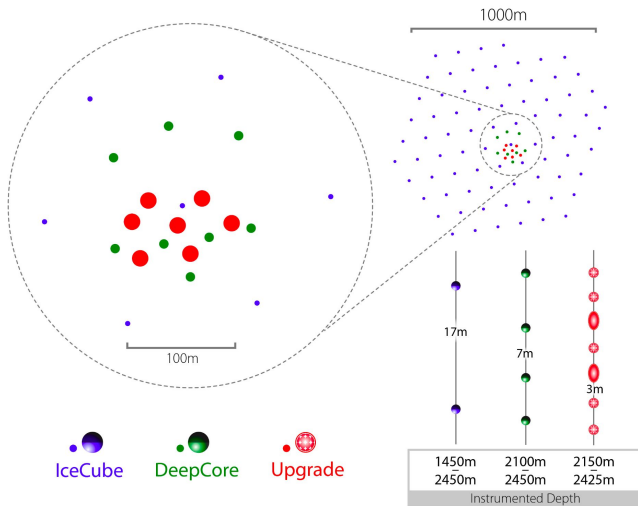 1000m
100m
17m
7m
3m
IceCube
DeepCore
Upgrade
1450m
-
2450m
2100m
-
2450m
2150m
-
2425m
Instrumented Depth